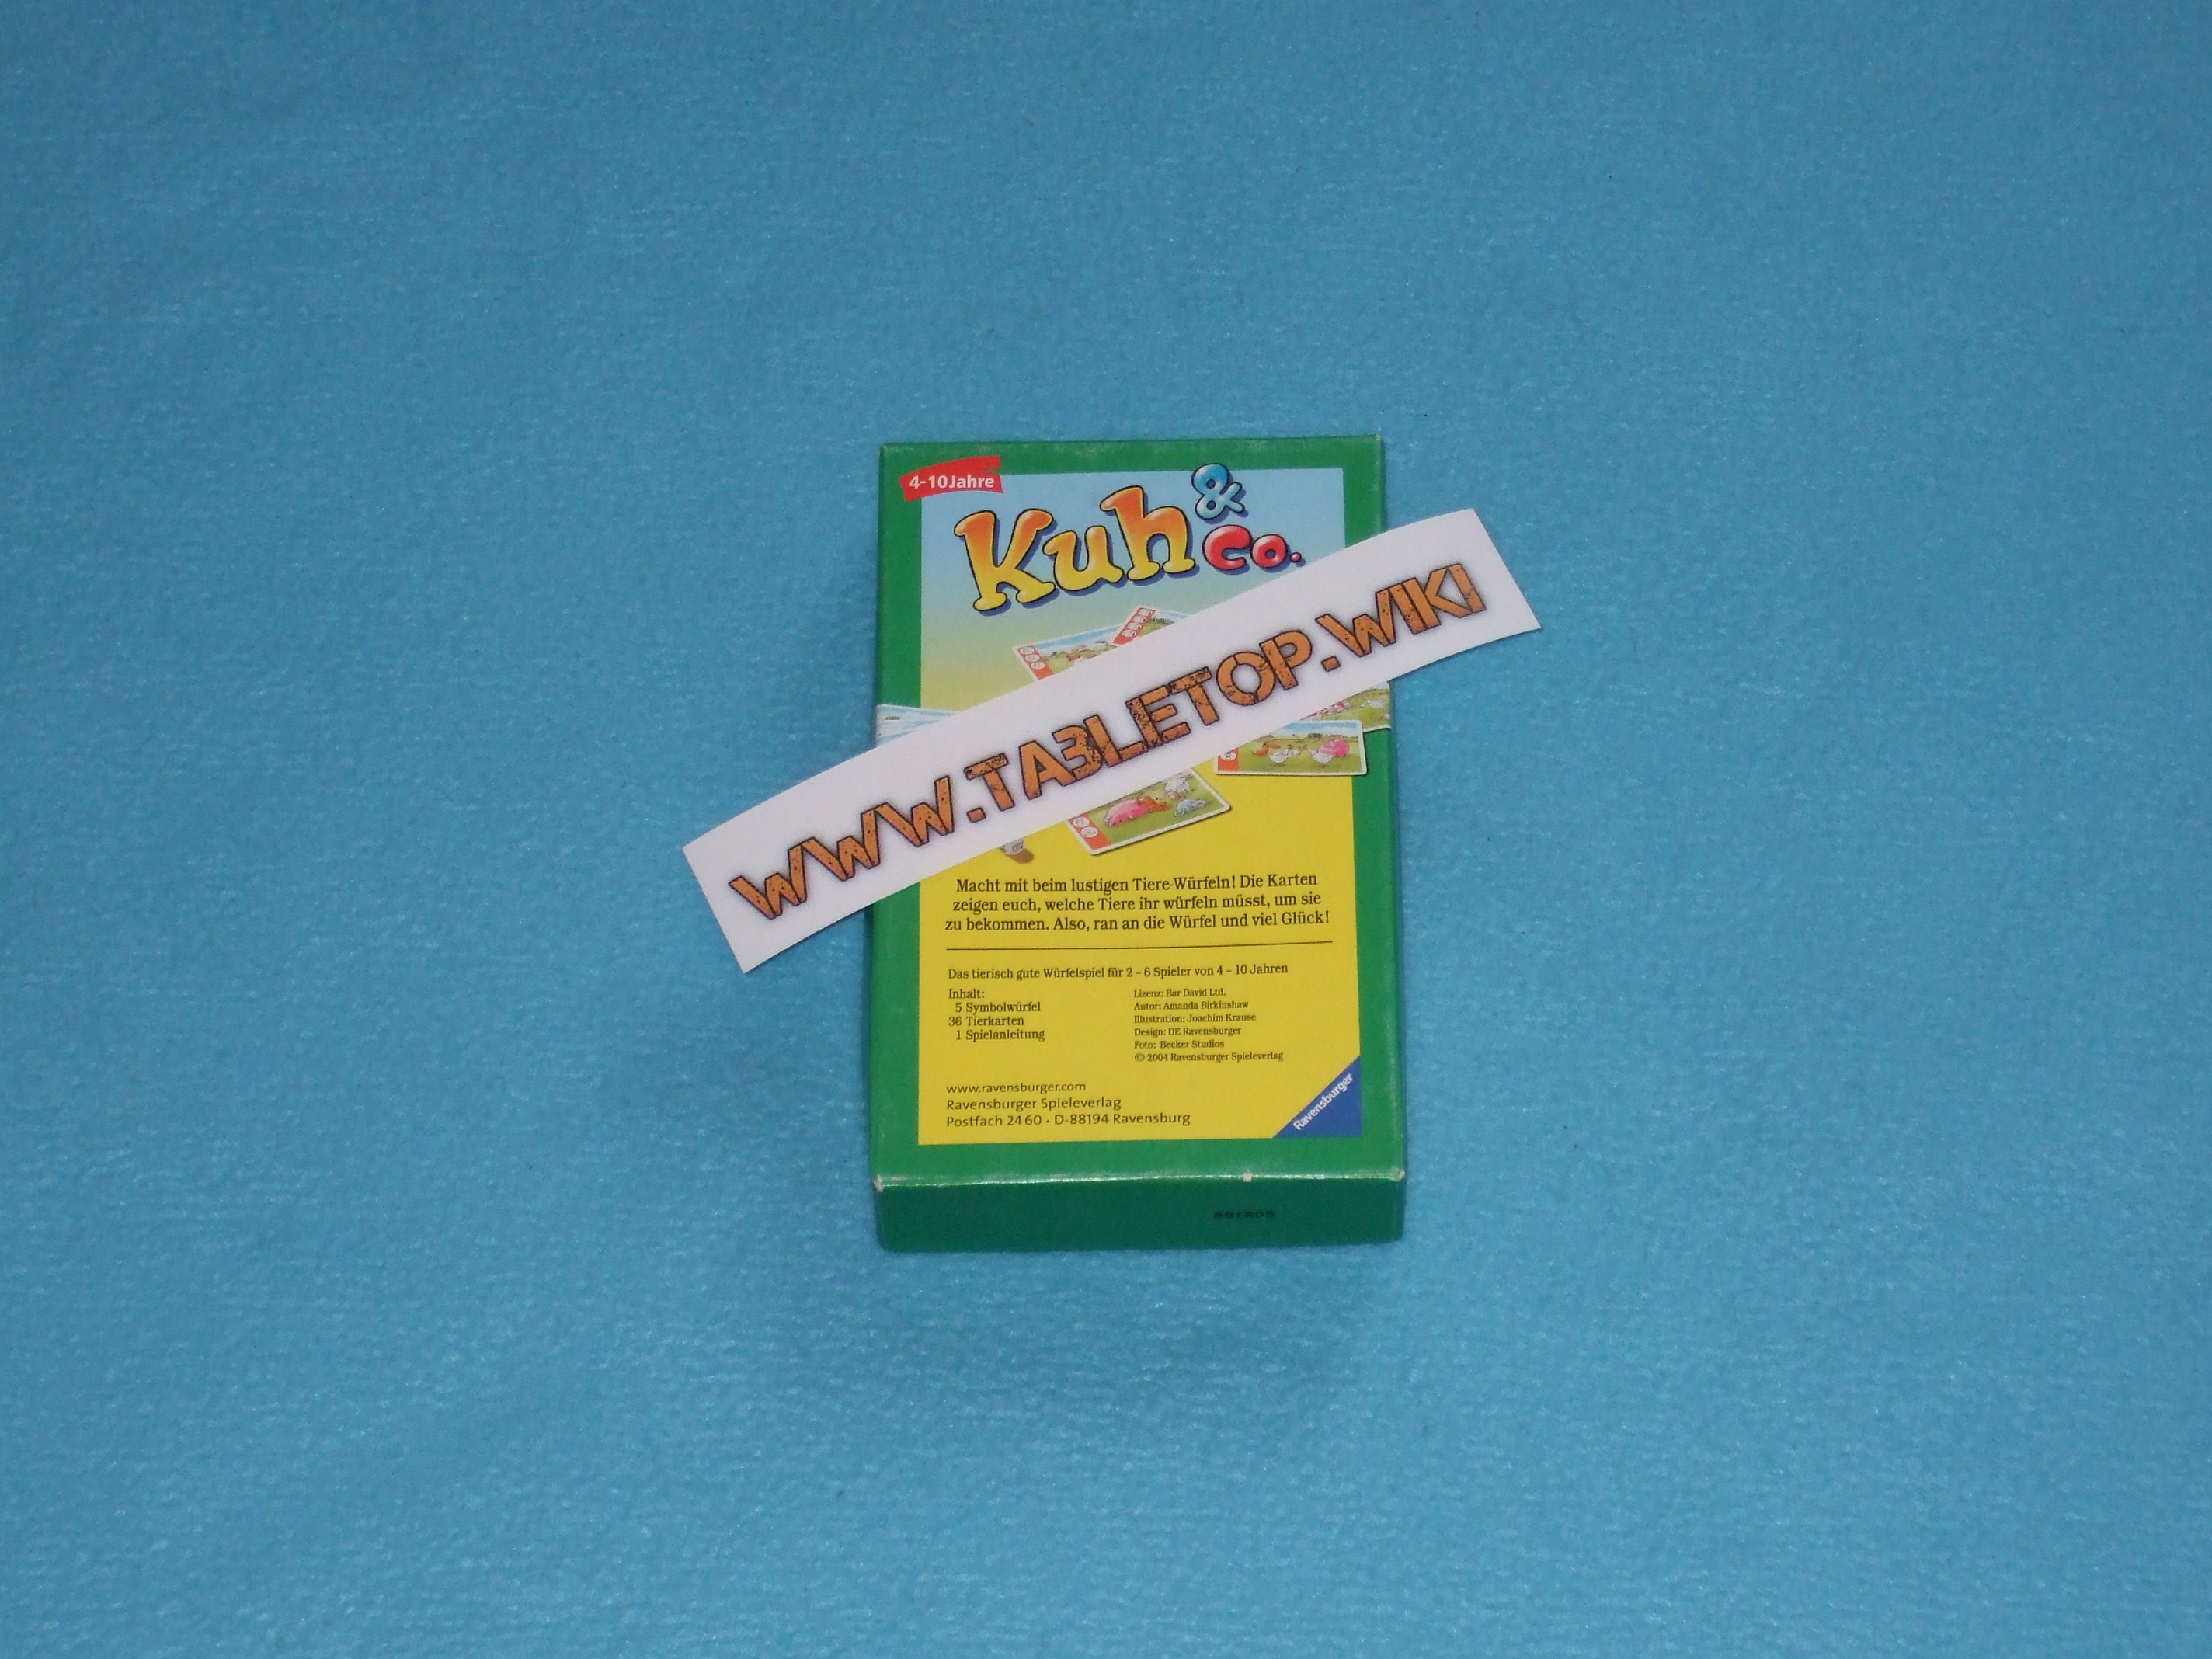 4-10 Jahre
Kuh & Co.
WWW.TABLETOP.WIKI
Macht mit beim lustigen Tiere-Würfeln! Die Karten
zeigen euch, welche Tiere ihr würfeln müsst, um sie
zu bekommen. Also, ran an die Würfel und viel Glück!
Das tierisch gute Würfelspiel für 2 – 6 Spieler von 4 – 10 Jahren
Inhalt:
5 Symbolwürfel
36 Tierkarten
1 Spielanleitung
Lizenz: Bar David Ltd.
Autor: Amanda Birkinshaw
Illustration: Joachim Krause
Design: DE Ravensburger
Foto: Becker Studios
© 2004 Ravensburger Spieleverlag
www.ravensburger.com
Ravensburger Spieleverlag
Postfach 24 60 • D-88194 Ravensburg
Ravensburger